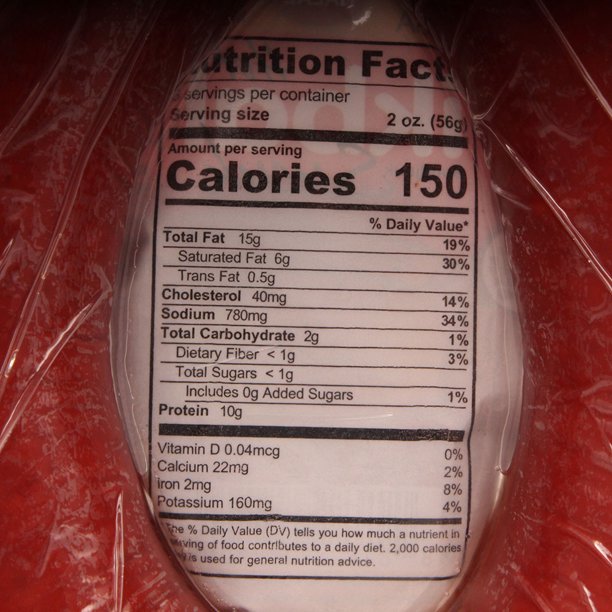 Nutrition Facts
servings per container
Serving size 2 oz. (56g)
Amount per serving
Calories 150
% Daily Value*
Total Fat 15g 19%
Saturated Fat 6g 30%
Trans Fat 0.5g
Cholesterol 40mg 14%
Sodium 780mg 34%
Total Carbohydrate 2g 1%
Dietary Fiber < 1g 3%
Total Sugars < 1g
Includes 0g Added Sugars 1%
Protein 10g
Vitamin D 0.04mcg 0%
Calcium 22mg 2%
Iron 2mg 8%
Potassium 160mg 4%
The % Daily Value (DV) tells you how much a nutrient in
serving of food contributes to a daily diet. 2,000 calories
is used for general nutrition advice.